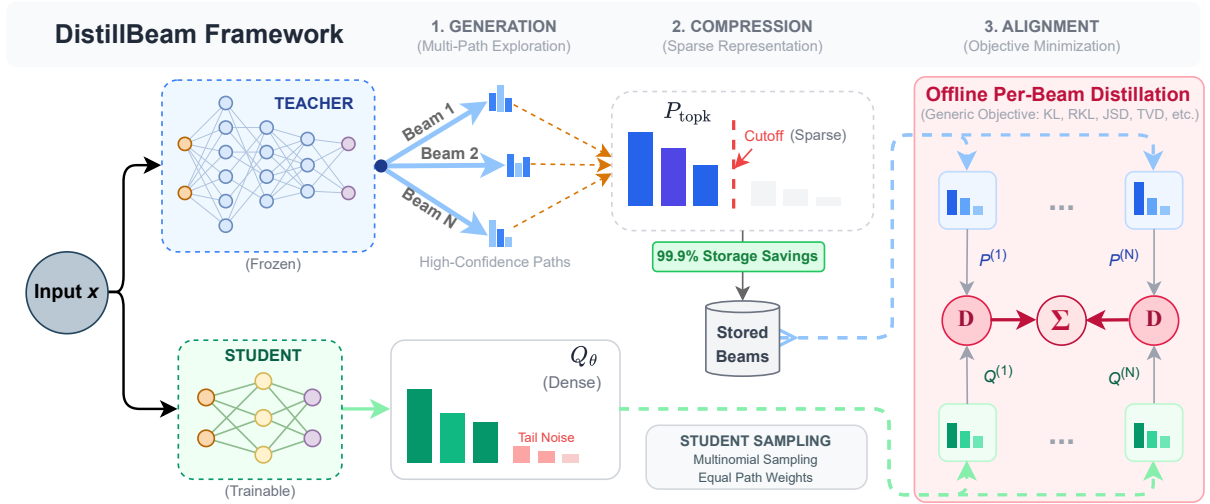 DistillBeam Framework
1. GENERATION
(Multi-Path Exploration)
2. COMPRESSION
(Sparse Representation)
3. ALIGNMENT
(Objective Minimization)
TEACHER
(Frozen)
Beam 1
Beam 2
Beam N
High-Confidence Paths
P_topk
Cutoff (Sparse)
99.9% Storage Savings
Stored
Beams
Offline Per-Beam Distillation
(Generic Objective: KL, RKL, JSD, TVD, etc.)
...
P^(1)
P^(N)
D
Σ
D
Q^(1)
Q^(N)
...
Input x
STUDENT
(Trainable)
Q_θ
(Dense)
Tail Noise
STUDENT SAMPLING
Multinomial Sampling
Equal Path Weights